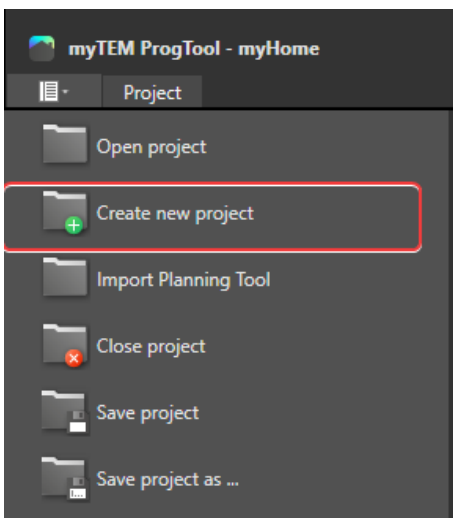 myTEM ProgTool - myHome
Project
Open project
Create new project
Import Planning Tool
Close project
Save project
Save project as ...